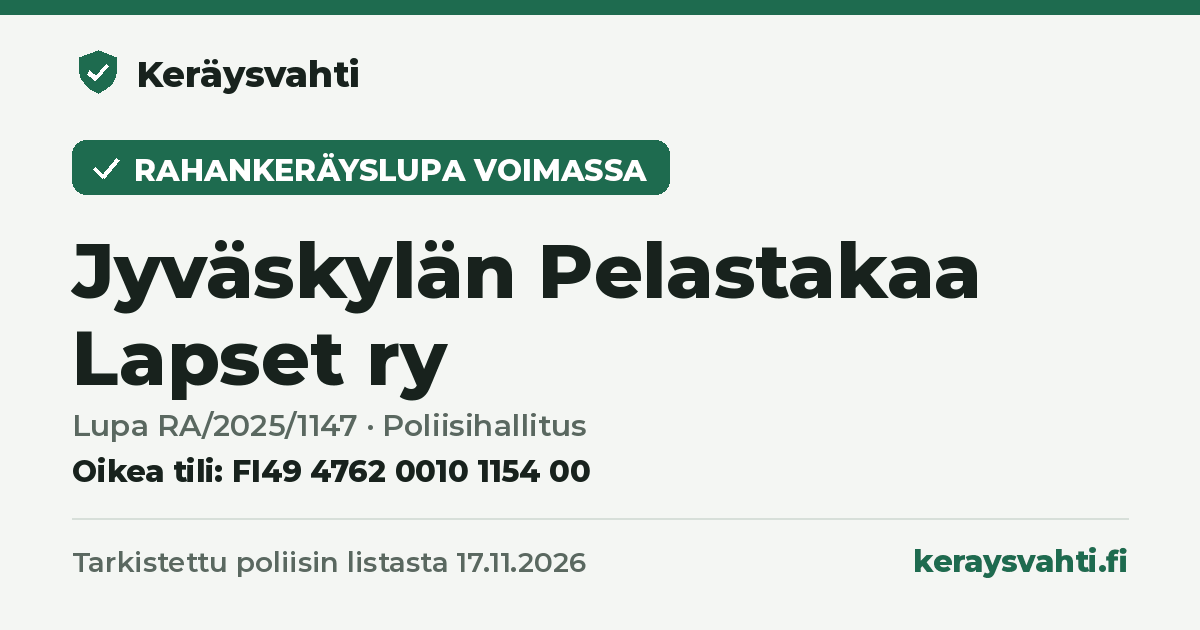 Keräysvahti
RAHANKERÄYSLUPA VOIMASSA
Jyväskylän Pelastakaa
Lapset ry
Lupa RA/2025/1147 · Poliisihallitus
Oikea tili: FI49 4762 0010 1154 00
Tarkistettu poliisin listasta 17.11.2026
keraysvahti.fi